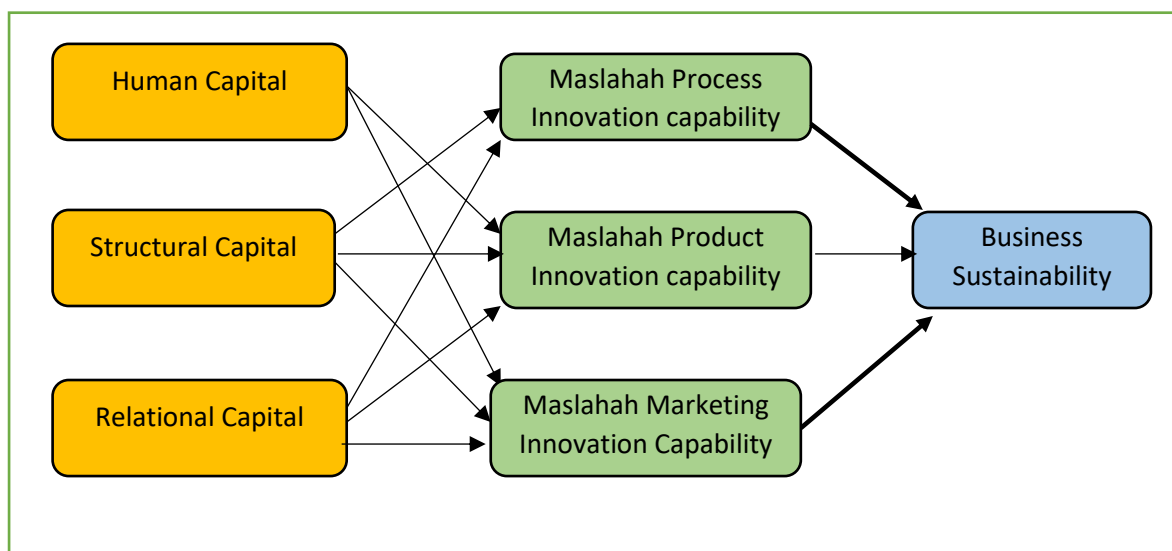 Human Capital
Structural Capital
Relational Capital
Maslahah Process
Innovation capability
Maslahah Product
Innovation capability
Maslahah Marketing
Innovation Capability
Business
Sustainability